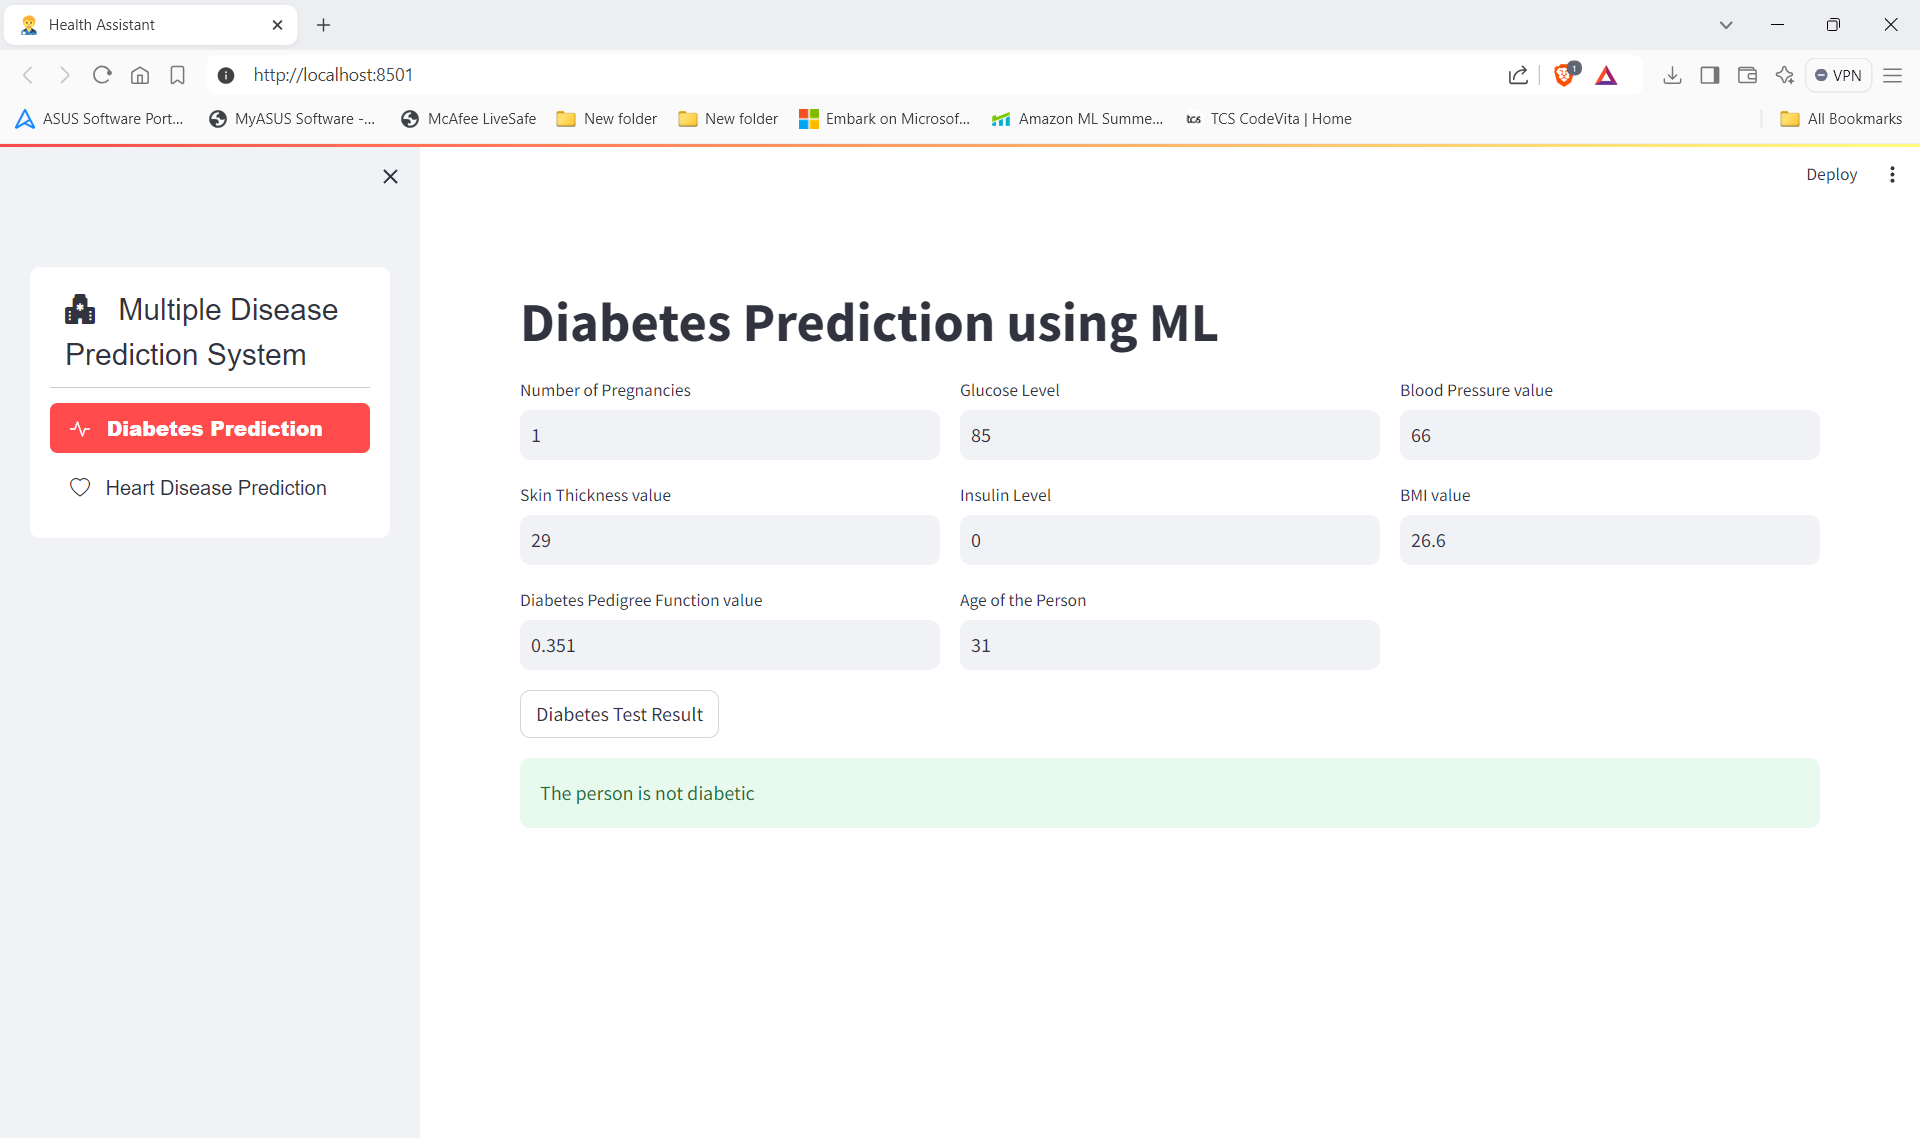 Health Assistant
http://localhost:8501
1
VPN
ASUS Software Port...
MyASUS Software -...
McAfee LiveSafe
New folder
New folder
Embark on Microsof...
Amazon ML Summe...
tcs
TCS CodeVita | Home
All Bookmarks
Deploy
Multiple Disease
Prediction System
Diabetes Prediction
Heart Disease Prediction
Diabetes Prediction using ML
Number of Pregnancies
Glucose Level
Blood Pressure value
1
85
66
Skin Thickness value
Insulin Level
BMI value
29
0
26.6
Diabetes Pedigree Function value
Age of the Person
0.351
31
Diabetes Test Result
The person is not diabetic